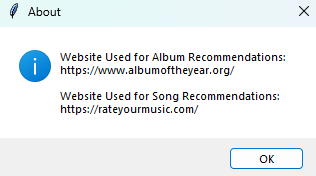 About
Website Used for Album Recommendations:
https://www.albumoftheyear.org/
Website Used for Song Recommendations:
https://rateyourmusic.com/
OK